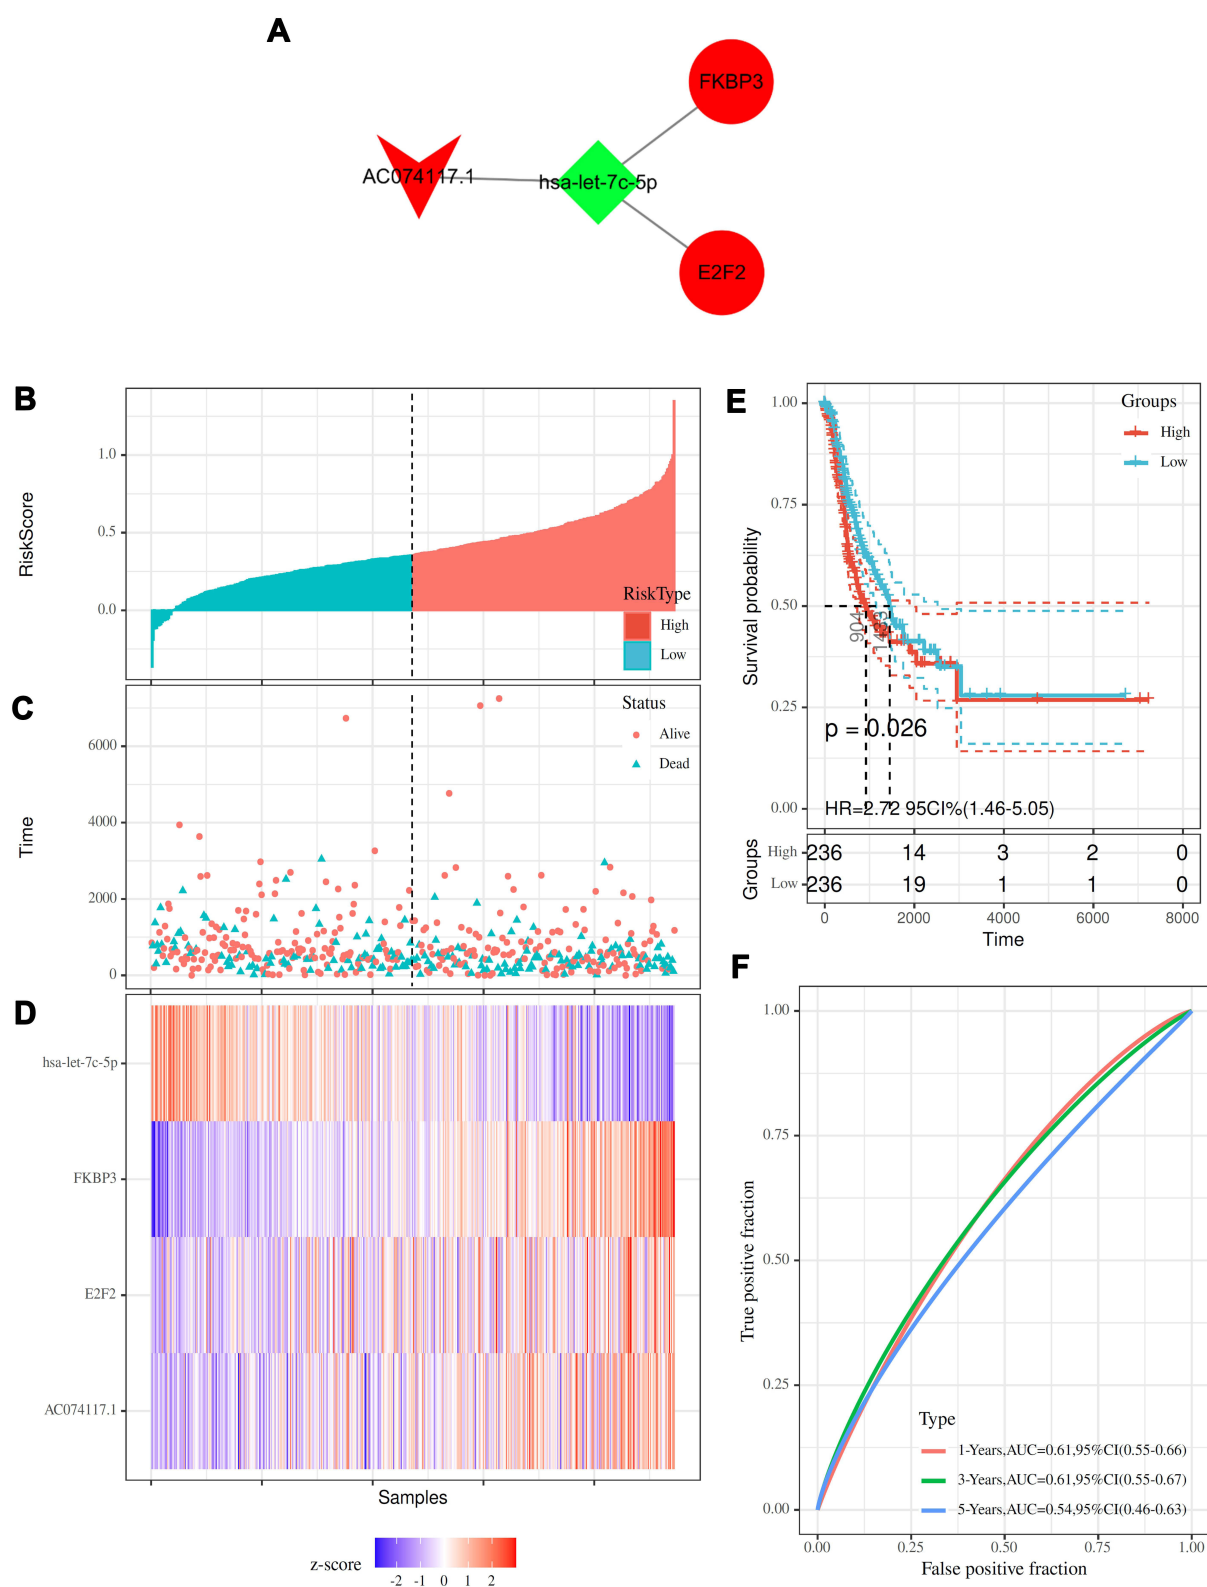 A
FKBP3
AC074117.1
hsa-let-7c-5p
E2F2
B
RiskScore
1.0
0.5
0.0
RiskType
High
Low
C
Time
6000
4000
2000
0
Status
Alive
Dead
D
hsa-let-7c-5p
FKBP3
E2F2
AC074117.1
Samples
z-score
-2 -1 0 1 2
E
Survival probability
1.00
0.75
0.50
0.25
0.00
Groups
High
Low
904
p = 0.026
HR=2.72 95CI%(1.46-5.05)
Groups
High 236 14 3 2 0
Low 236 19 1 1 0
0 2000 4000 6000 8000
Time
F
True positive fraction
1.00
0.75
0.50
0.25
0.00
Type
1-Years,AUC=0.61,95%CI(0.55-0.66)
3-Years,AUC=0.61,95%CI(0.55-0.67)
5-Years,AUC=0.54,95%CI(0.46-0.63)
0.00 0.25 0.50 0.75 1.00
False positive fraction